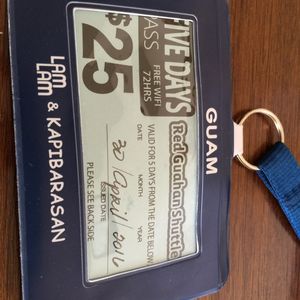 GUAM
FIVE DAYS
PASS
FREE WIFI
72HRS
$25
Red Guahan Shuttle
VALID FOR 5 DAYS FROM THE DATE BELOW
DATE MONTH YEAR
20 April 2016
ISSUED DATE
PLEASE SEE BACK SIDE
LAM
LAM & KAPIBARASAN